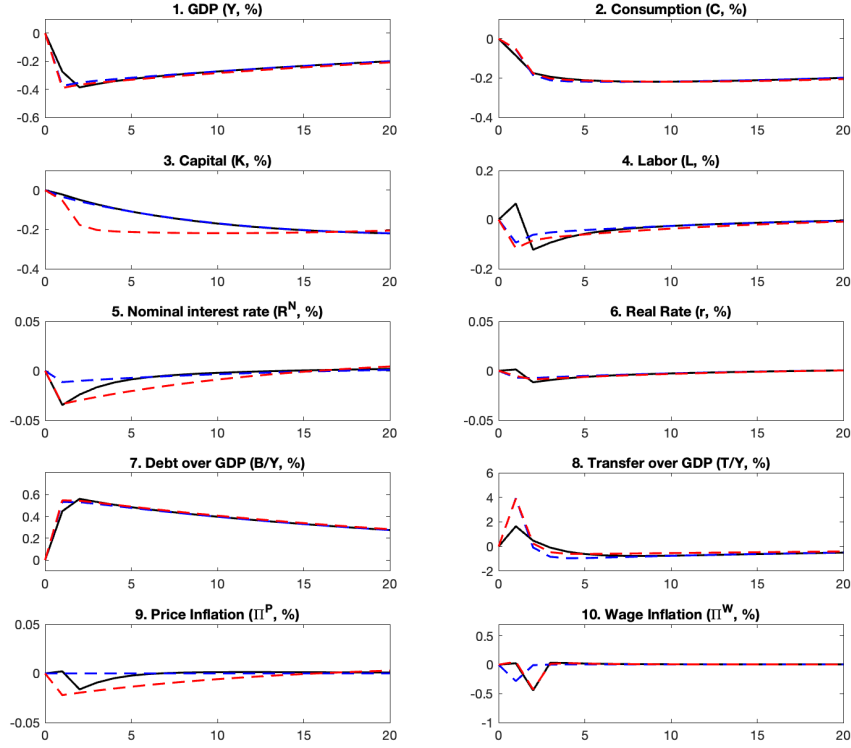 1. GDP (Y, %)
0
-0.2
-0.4
-0.6
0 5 10 15 20
2. Consumption (C, %)
0
-0.2
-0.4
0 5 10 15 20
3. Capital (K, %)
0
-0.2
-0.4
0 5 10 15 20
4. Labor (L, %)
0.2
0
-0.2
0 5 10 15 20
5. Nominal interest rate (R^N, %)
0.05
0
-0.05
0 5 10 15 20
6. Real Rate (r, %)
0.05
0
-0.05
0 5 10 15 20
7. Debt over GDP (B/Y, %)
0.6
0.4
0.2
0
0 5 10 15 20
8. Transfer over GDP (T/Y, %)
6
4
2
0
-2
0 5 10 15 20
9. Price Inflation (Π^P, %)
0.05
0
-0.05
0 5 10 15 20
10. Wage Inflation (Π^W, %)
0.5
0
-0.5
-1
0 5 10 15 20